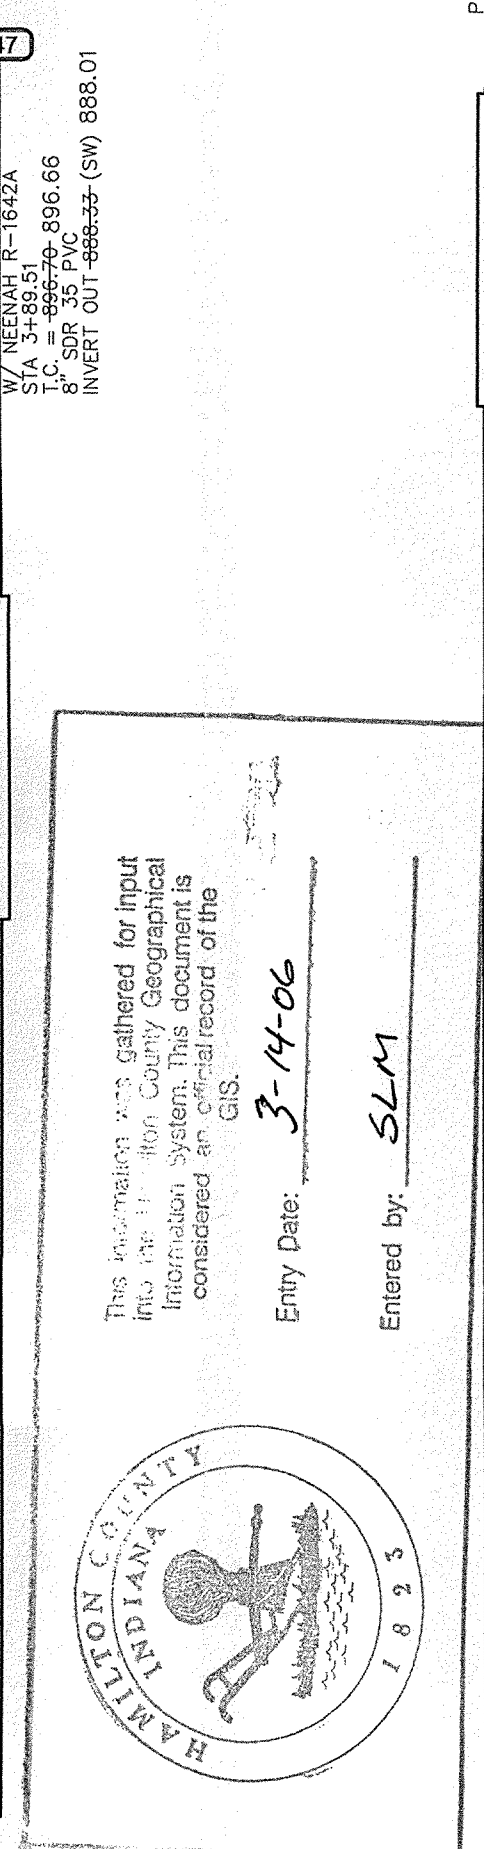 47
W/ NEENAH R-1642A
STA 3+89.51
T.C. = 896.70 896.66
8" SDR 35 PVC
INVERT OUT 888.33 (SW) 888.01
P
This information was gathered for input
into the Hamilton County Geographical
Information System. This document is
considered an official record of the
GIS.
Entry Date: 3-14-06
Entered by: SLM
HAMILTON COUNTY
INDIANA
1823